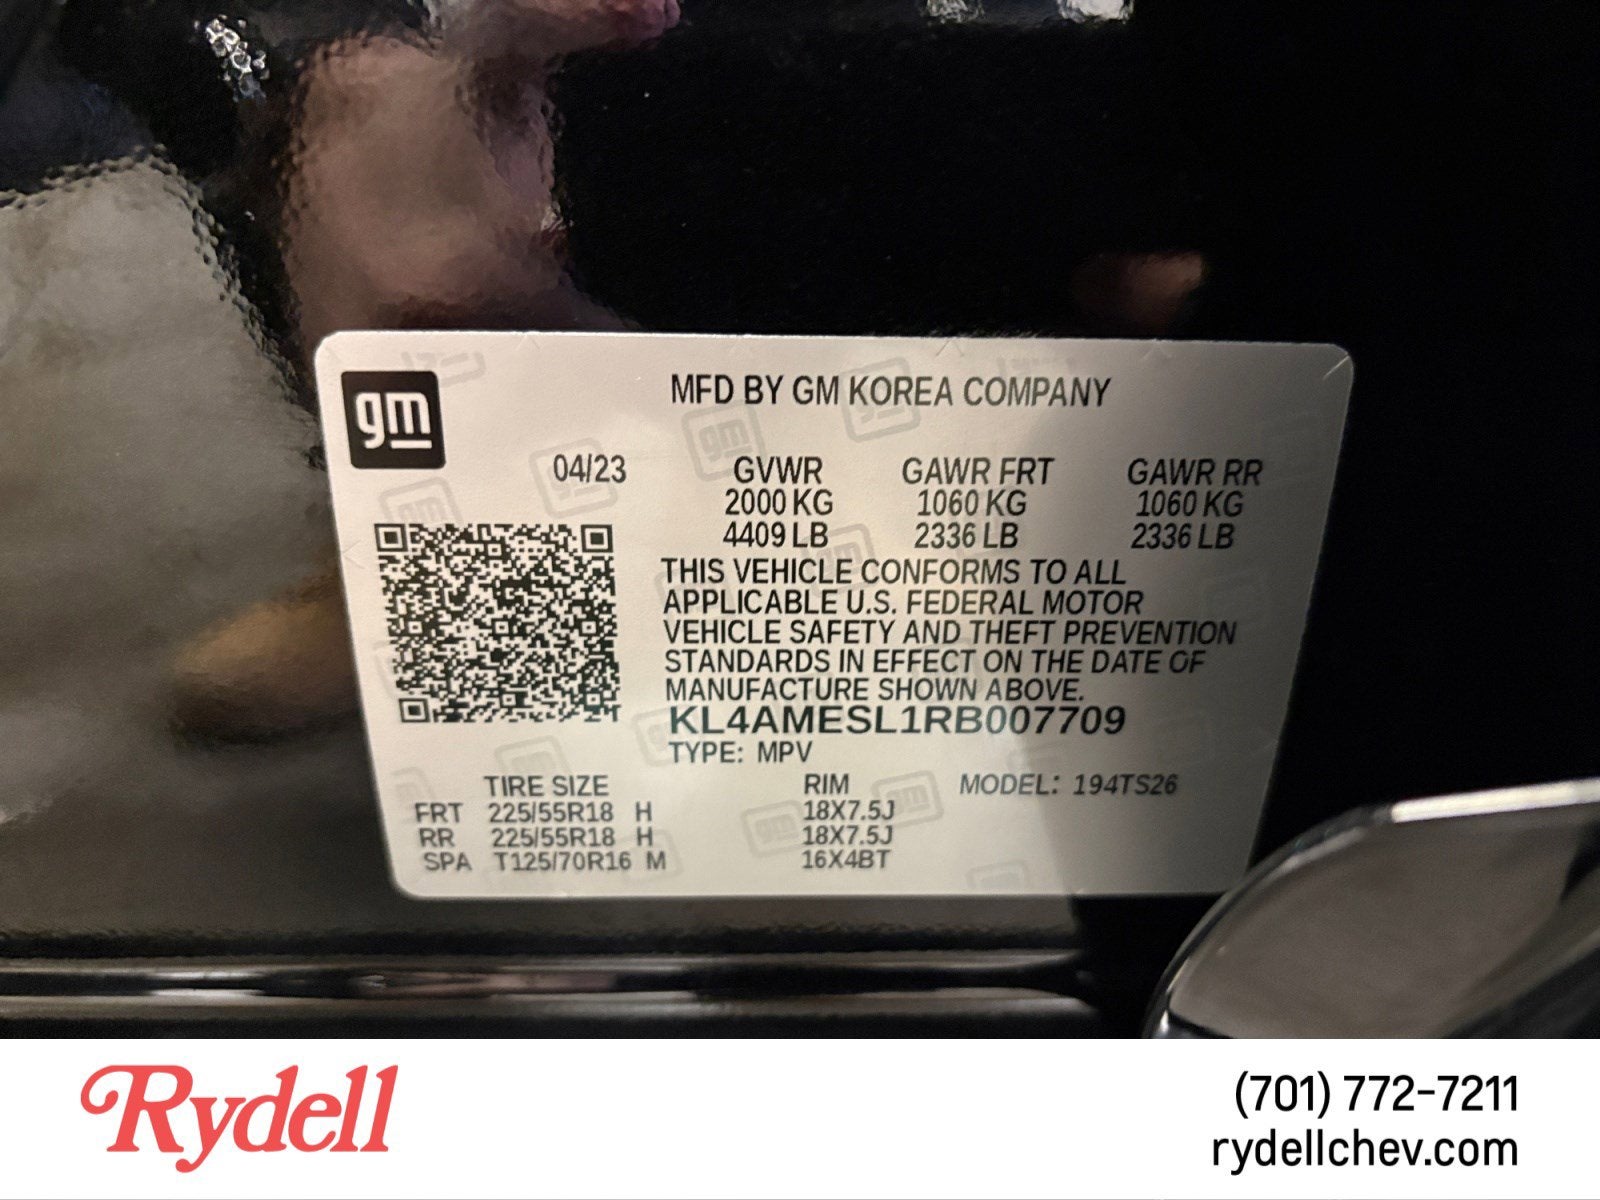 gm
MFD BY GM KOREA COMPANY
04/23 GVWR GAWR FRT GAWR RR
2000 KG 1060 KG 1060 KG
4409 LB 2336 LB 2336 LB
THIS VEHICLE CONFORMS TO ALL
APPLICABLE U.S. FEDERAL MOTOR
VEHICLE SAFETY AND THEFT PREVENTION
STANDARDS IN EFFECT ON THE DATE OF
MANUFACTURE SHOWN ABOVE.
KL4AMESL1RB007709
TYPE: MPV
TIRE SIZE RIM MODEL: 194TS26
FRT 225/55R18 H 18X7.5J
RR 225/55R18 H 18X7.5J
SPA T125/70R16 M 16X4BT
Rydell
(701) 772-7211
rydellchev.com